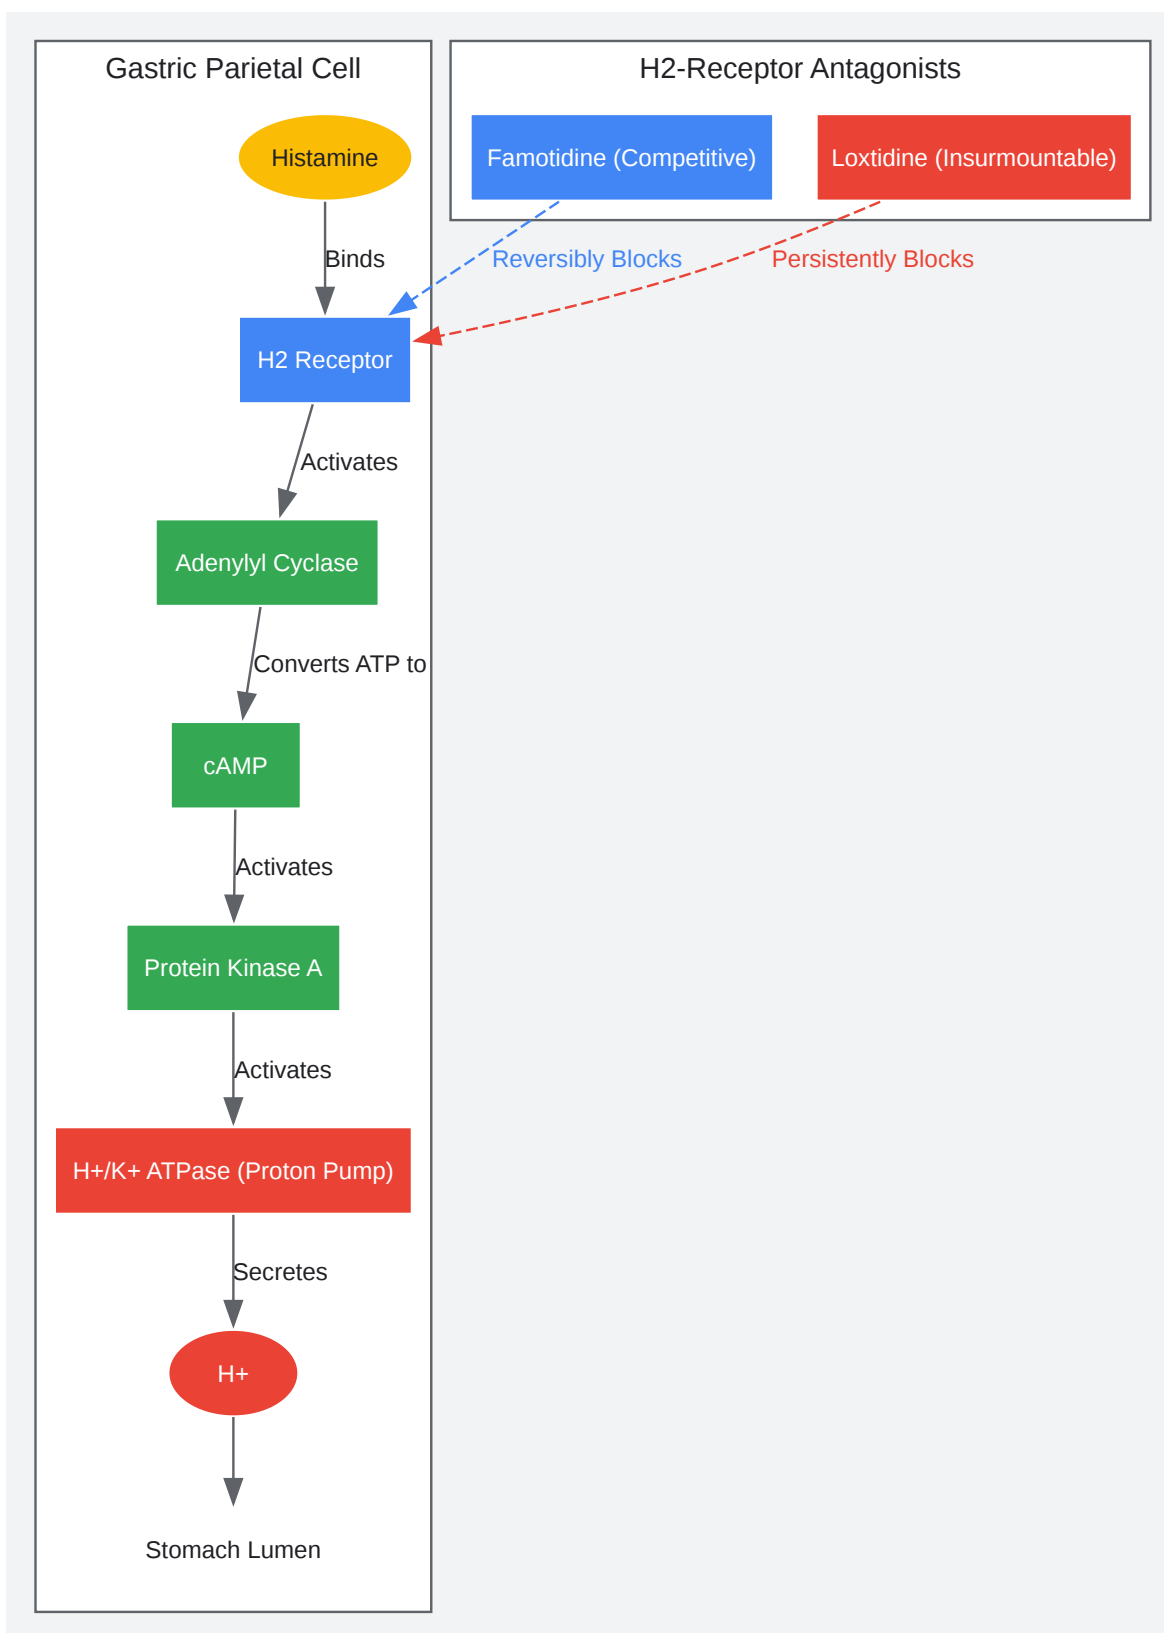 Gastric Parietal Cell
H2-Receptor Antagonists
Histamine
Famotidine (Competitive)
Loxtidine (Insurmountable)
Binds
Reversibly Blocks
Persistently Blocks
H2 Receptor
Activates
Adenylyl Cyclase
Converts ATP to
cAMP
Activates
Protein Kinase A
Activates
H+/K+ ATPase (Proton Pump)
Secretes
H+
Stomach Lumen